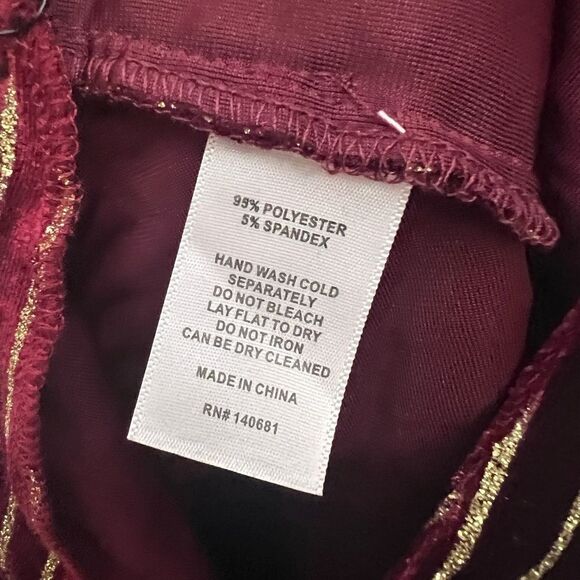 95% POLYESTER
5% SPANDEX
HAND WASH COLD
SEPARATELY
DO NOT BLEACH
LAY FLAT TO DRY
DO NOT IRON
CAN BE DRY CLEANED
MADE IN CHINA
RN# 140681